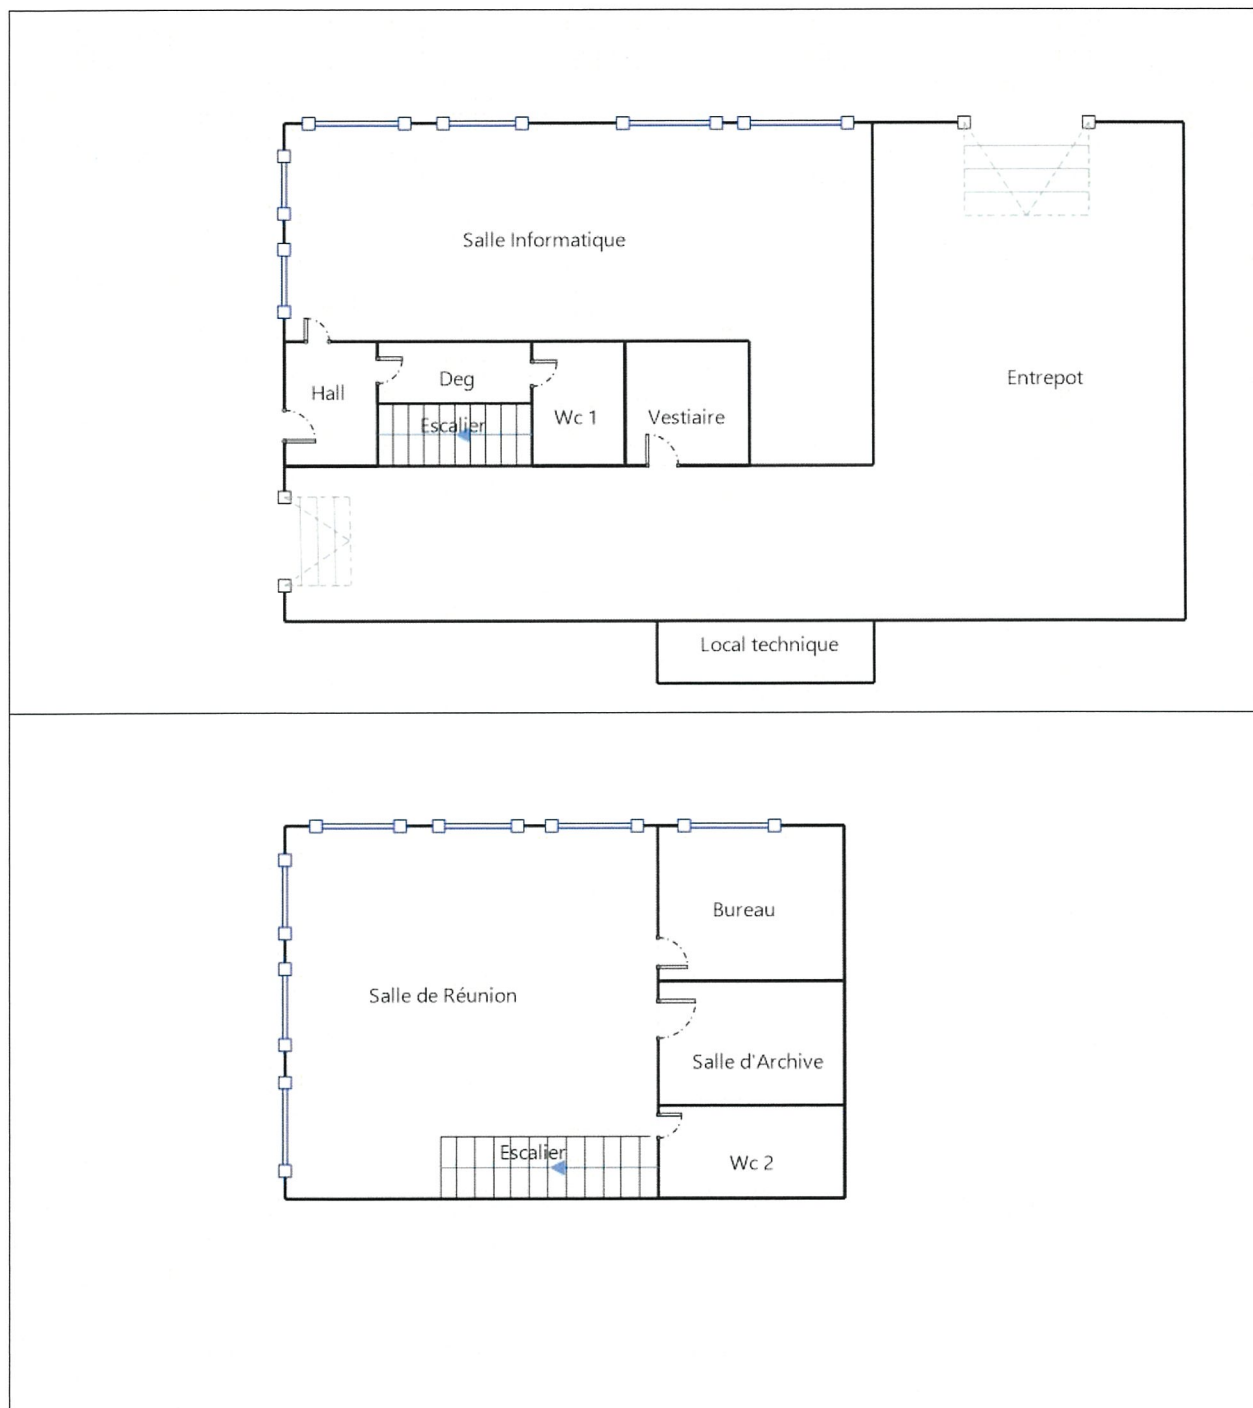 Salle Informatique
Entrepot
Deg
Hall
Escalier
Wc 1
Vestiaire
Local technique
Bureau
Salle de Réunion
Salle d'Archive
Escalier
Wc 2